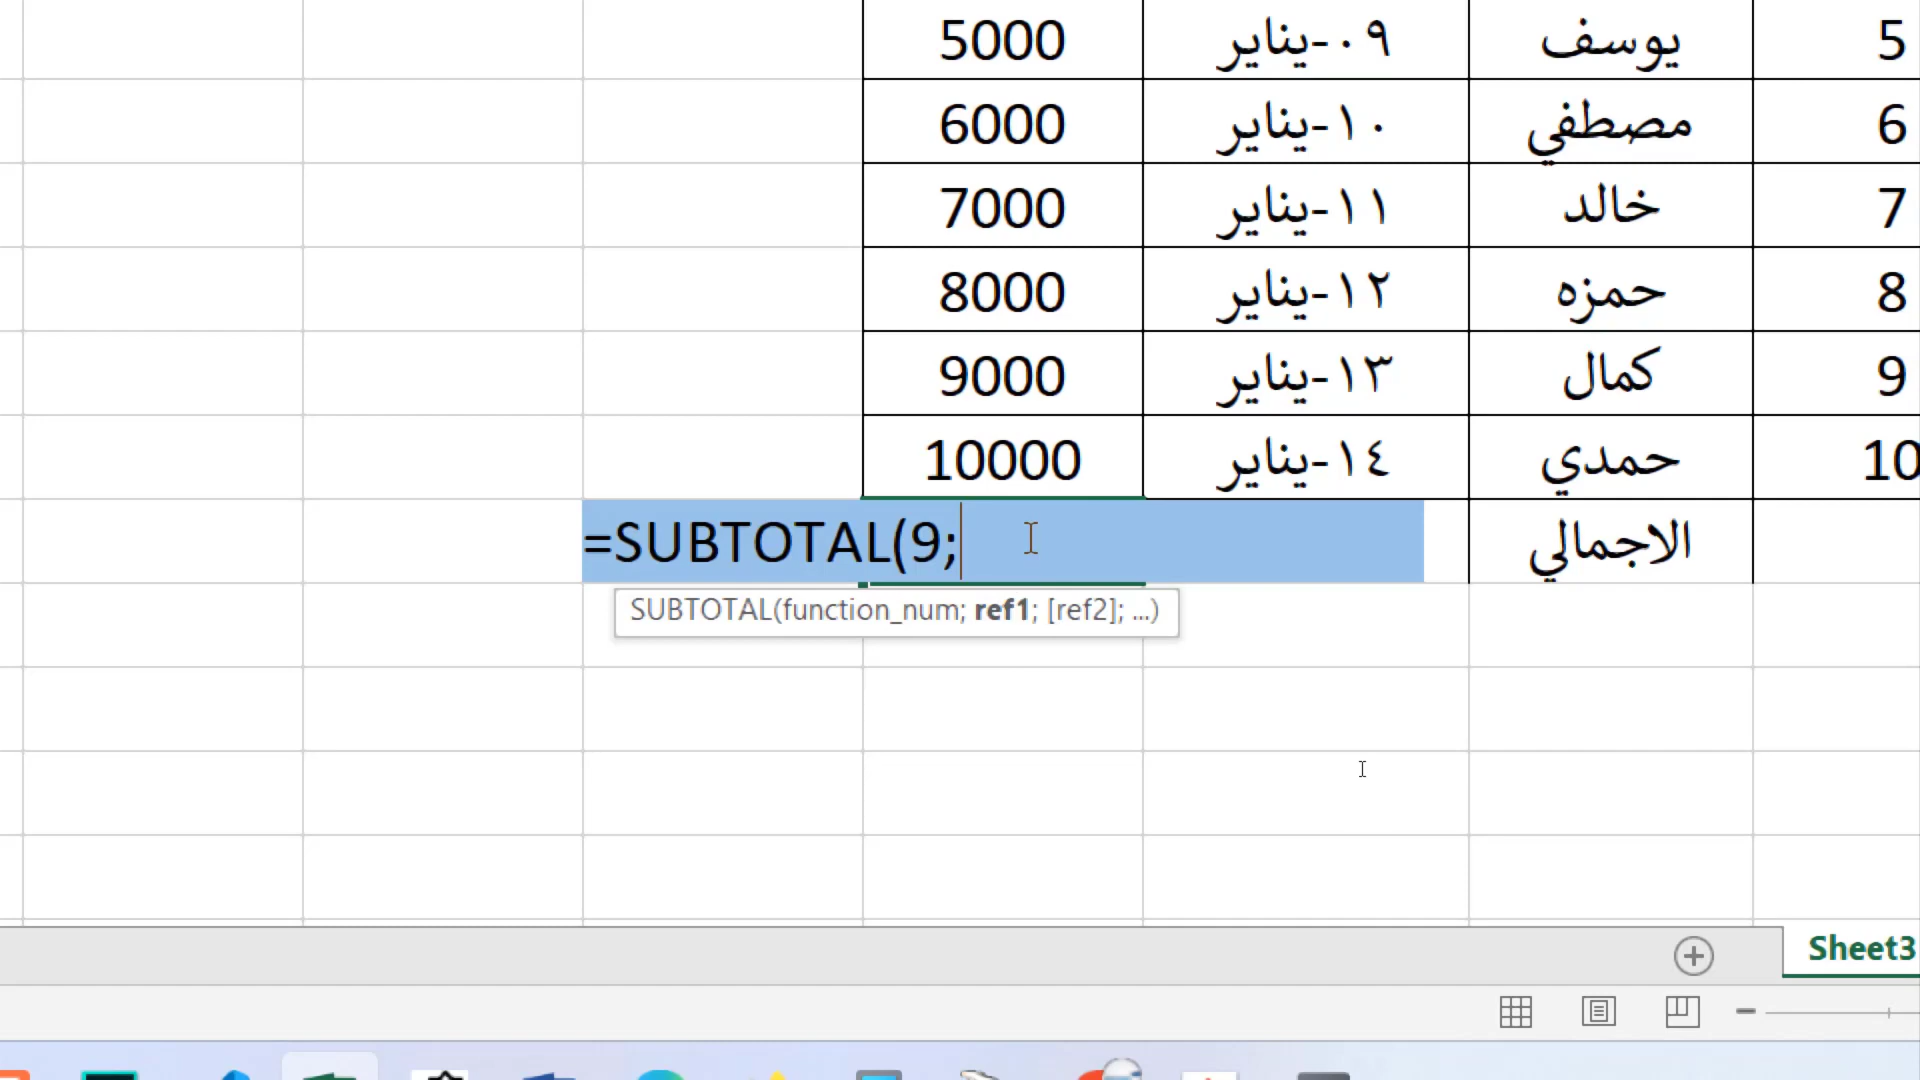 5 يوسف ٠٩-يناير 5000
6 مصطفي ١٠-يناير 6000
7 خالد ١١-يناير 7000
8 حمزه ١٢-يناير 8000
9 كمال ١٣-يناير 9000
10 حمدي ١٤-يناير 10000
الاجمالي =SUBTOTAL(9;
SUBTOTAL(function_num; ref1; [ref2]; ...)
Sheet3